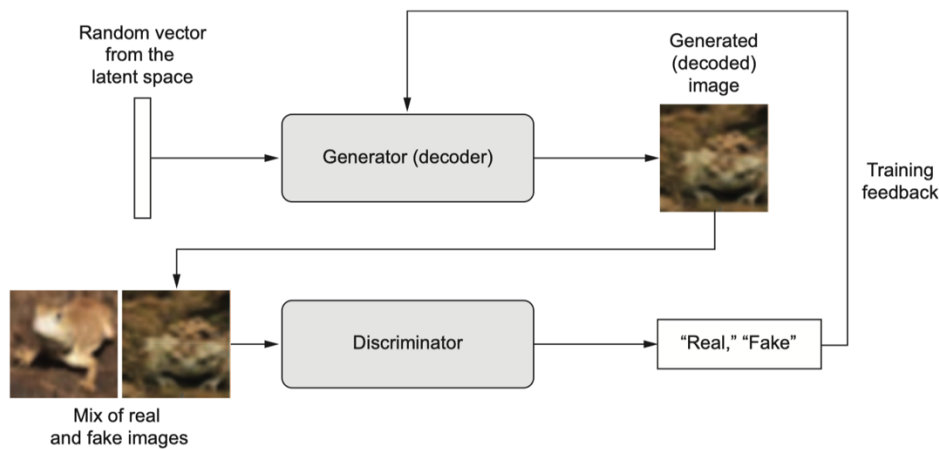 Random vector
from the
latent space
Generator (decoder)
Generated
(decoded)
image
Training
feedback
Mix of real
and fake images
Discriminator
“Real,” “Fake”